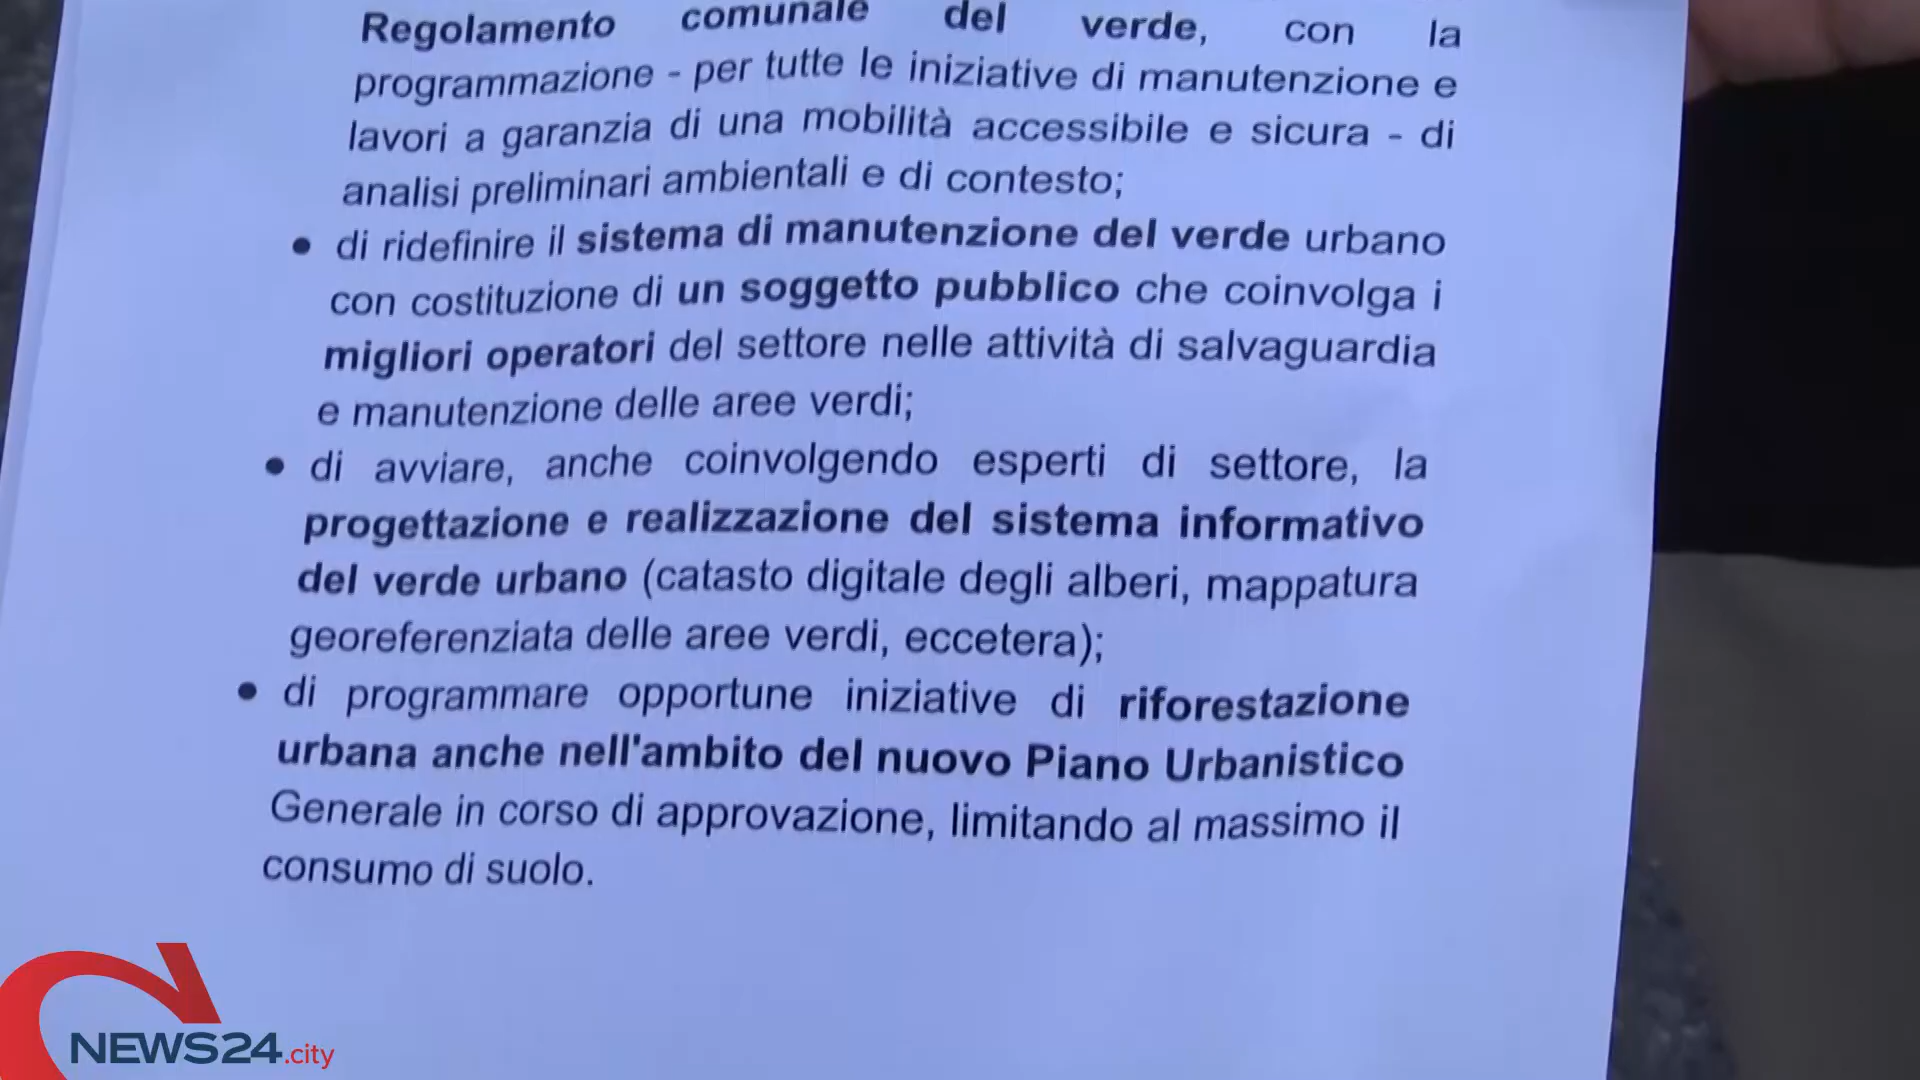 Regolamento comunale del verde, con la
programmazione - per tutte le iniziative di manutenzione e
lavori a garanzia di una mobilità accessibile e sicura - di
analisi preliminari ambientali e di contesto;
• di ridefinire il sistema di manutenzione del verde urbano
con costituzione di un soggetto pubblico che coinvolga i
migliori operatori del settore nelle attività di salvaguardia
e manutenzione delle aree verdi;
• di avviare, anche coinvolgendo esperti di settore, la
progettazione e realizzazione del sistema informativo
del verde urbano (catasto digitale degli alberi, mappatura
georeferenziata delle aree verdi, eccetera);
• di programmare opportune iniziative di riforestazione
urbana anche nell'ambito del nuovo Piano Urbanistico
Generale in corso di approvazione, limitando al massimo il
consumo di suolo.
NEWS24.city